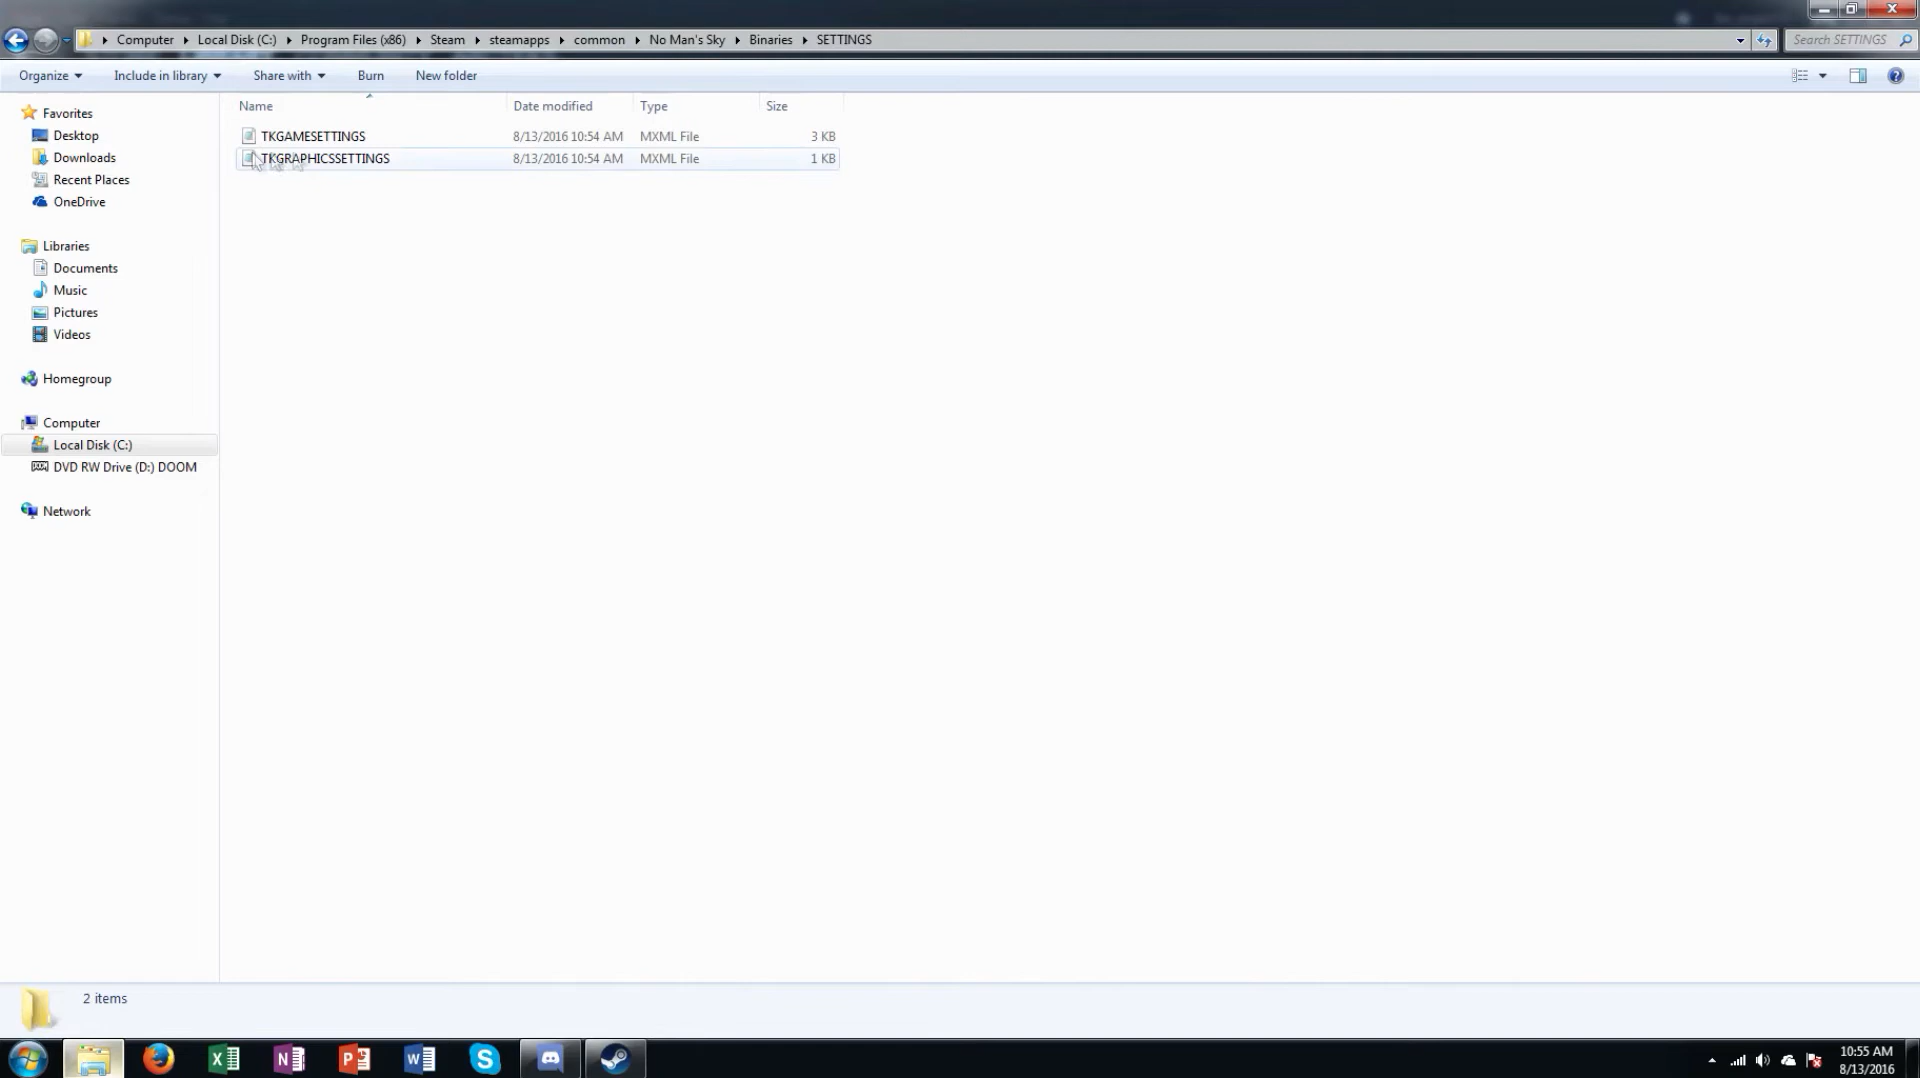 Computer Local Disk (C:) Program Files (x86) Steam steamapps common No Man's Sky Binaries SETTINGS Search SETTINGS
Organize Include in library Share with Burn New folder
Name Date modified Type Size
TKGAMESETTINGS 8/13/2016 10:54 AM MXML File 3 KB
TKGRAPHICSSETTINGS 8/13/2016 10:54 AM MXML File 1 KB
Favorites
Desktop
Downloads
Recent Places
OneDrive
Libraries
Documents
Music
Pictures
Videos
Homegroup
Computer
Local Disk (C:)
DVD RW Drive (D:) DOOM
Network
2 items
10:55 AM
8/13/2016